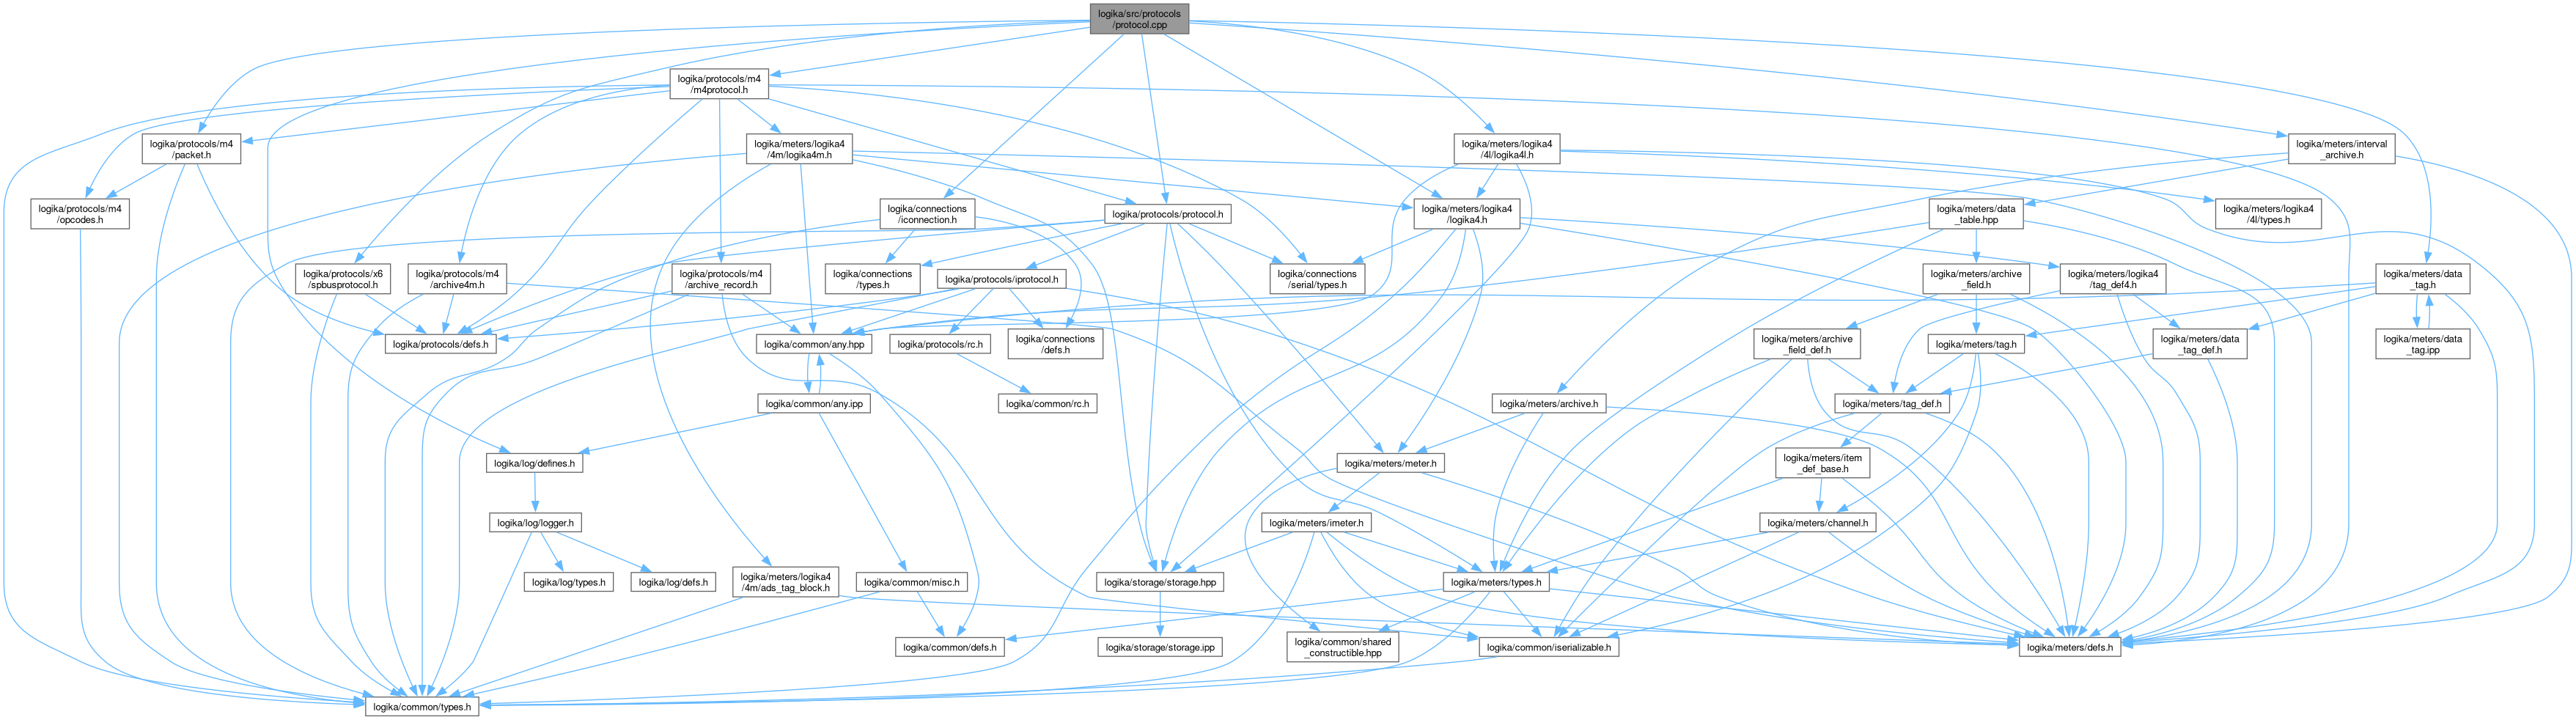 logika/src/protocols
/protocol.cpp
logika/protocols/m4
/m4protocol.h
logika/protocols/m4
/packet.h
logika/meters/logika4
/4m/logika4m.h
logika/meters/logika4
/4l/logika4l.h
logika/meters/interval
_archive.h
logika/protocols/m4
/opcodes.h
logika/connections
/iconnection.h
logika/protocols/protocol.h
logika/meters/logika4
/logika4.h
logika/meters/data
_table.hpp
logika/meters/logika4
/4l/types.h
logika/protocols/x6
/spbusprotocol.h
logika/protocols/m4
/archive4m.h
logika/protocols/m4
/archive_record.h
logika/connections
/types.h
logika/protocols/iprotocol.h
logika/connections
/serial/types.h
logika/meters/archive
_field.h
logika/meters/logika4
/tag_def4.h
logika/meters/data
_tag.h
logika/protocols/defs.h
logika/common/any.hpp
logika/protocols/rc.h
logika/connections
/defs.h
logika/meters/archive
_field_def.h
logika/meters/tag.h
logika/meters/data
_tag_def.h
logika/meters/data
_tag.ipp
logika/common/any.ipp
logika/common/rc.h
logika/meters/archive.h
logika/meters/tag_def.h
logika/log/defines.h
logika/meters/meter.h
logika/meters/item
_def_base.h
logika/log/logger.h
logika/meters/imeter.h
logika/meters/channel.h
logika/log/types.h
logika/log/defs.h
logika/meters/logika4
/4m/ads_tag_block.h
logika/common/misc.h
logika/storage/storage.hpp
logika/meters/types.h
logika/common/defs.h
logika/storage/storage.ipp
logika/common/shared
_constructible.hpp
logika/common/iserializable.h
logika/meters/defs.h
logika/common/types.h